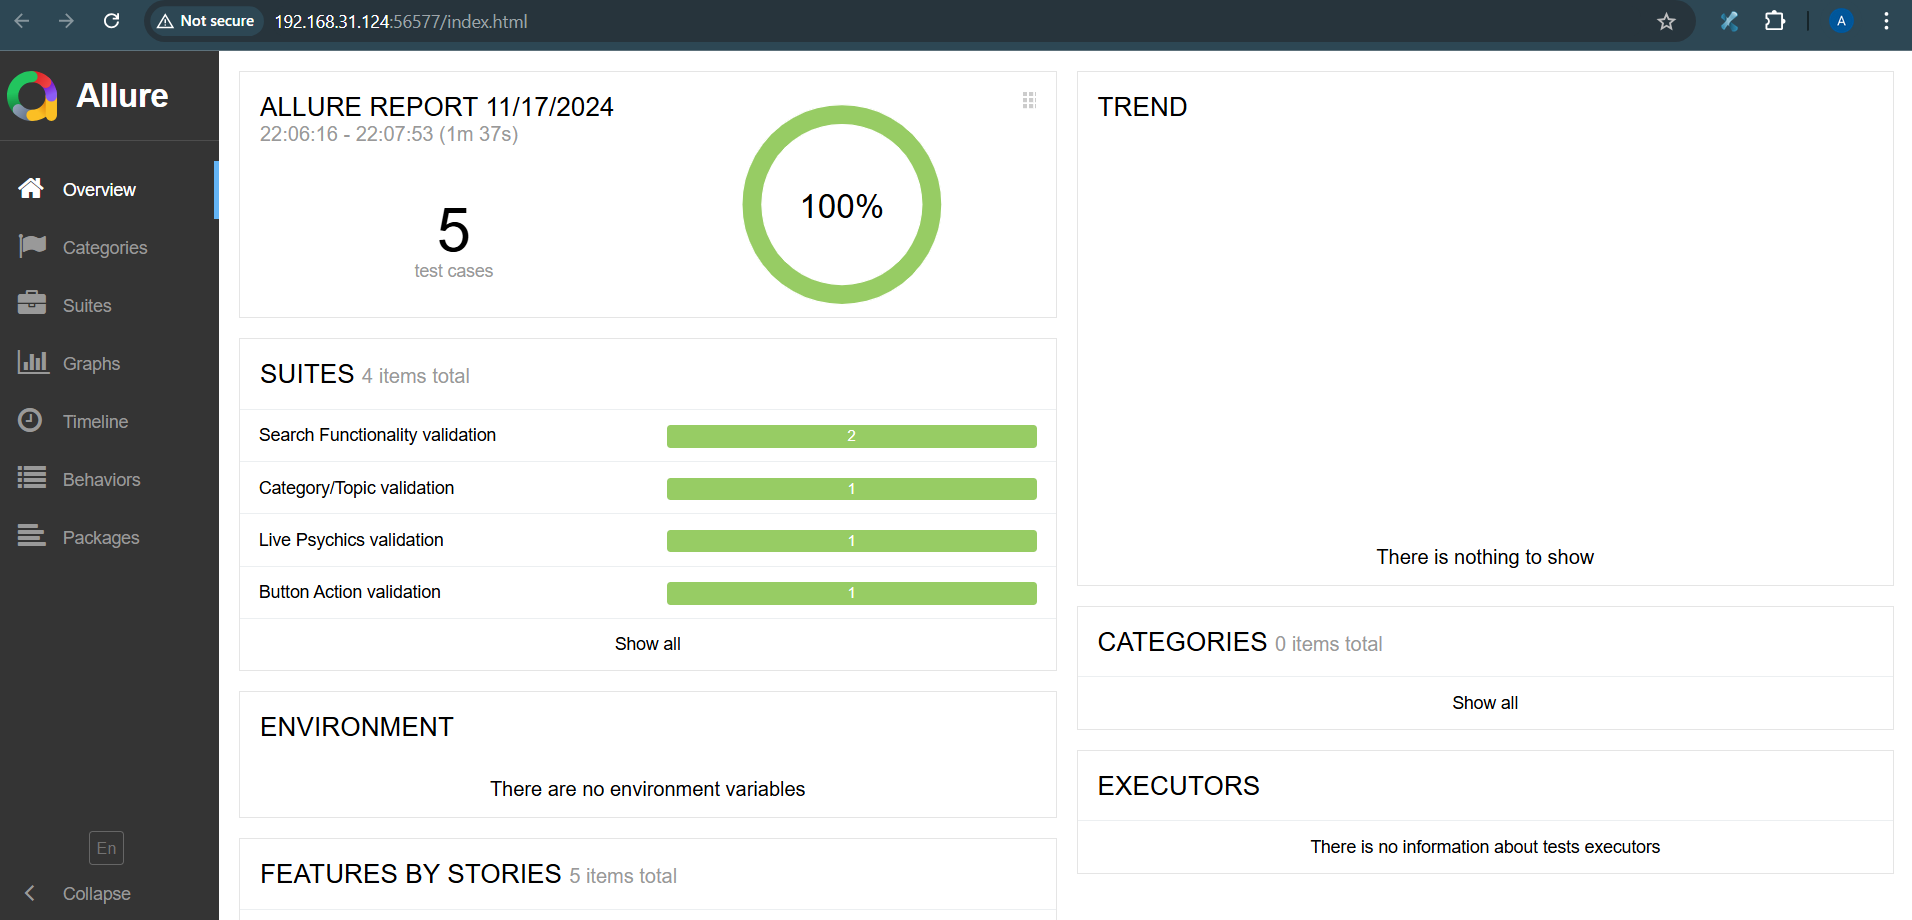 Not secure 192.168.31.124:56577/index.html A
Allure
Overview
Categories
Suites
Graphs
Timeline
Behaviors
Packages
En
Collapse
ALLURE REPORT 11/17/2024
22:06:16 - 22:07:53 (1m 37s)
5
test cases
100%
SUITES 4 items total
Search Functionality validation 2
Category/Topic validation 1
Live Psychics validation 1
Button Action validation 1
Show all
ENVIRONMENT
There are no environment variables
FEATURES BY STORIES 5 items total
TREND
There is nothing to show
CATEGORIES 0 items total
Show all
EXECUTORS
There is no information about tests executors